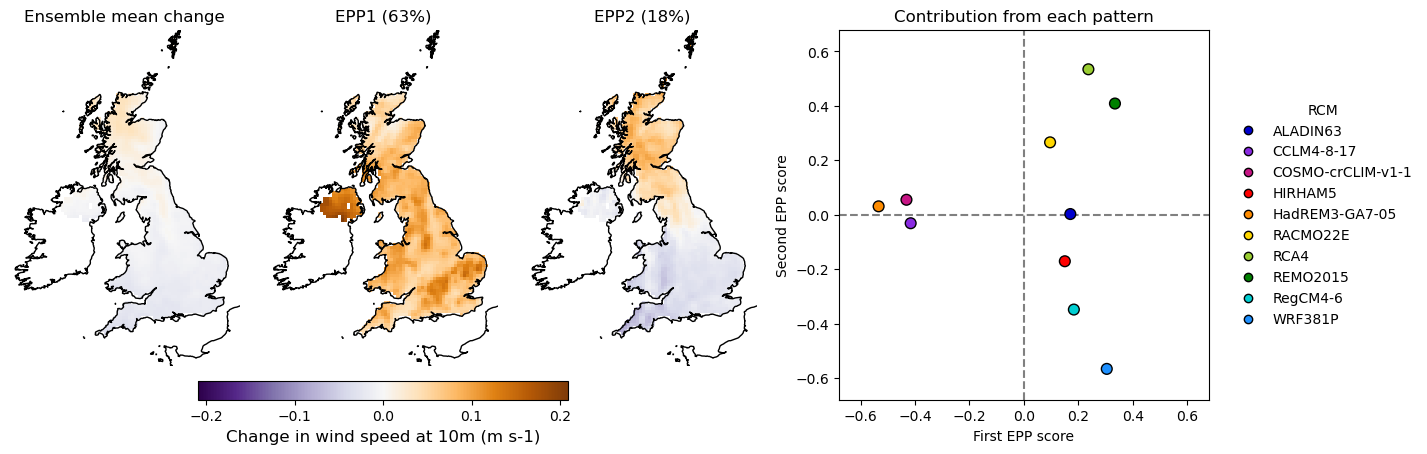 Ensemble mean change
EPP1 (63%)
EPP2 (18%)
Contribution from each pattern
−0.2
−0.1
0.0
0.1
0.2
Change in wind speed at 10m (m s-1)
Second EPP score
0.6
0.4
0.2
0.0
−0.2
−0.4
−0.6
−0.6
−0.4
−0.2
0.0
0.2
0.4
0.6
First EPP score
RCM
ALADIN63
CCLM4-8-17
COSMO-crCLIM-v1-1
HIRHAM5
HadREM3-GA7-05
RACMO22E
RCA4
REMO2015
RegCM4-6
WRF381P